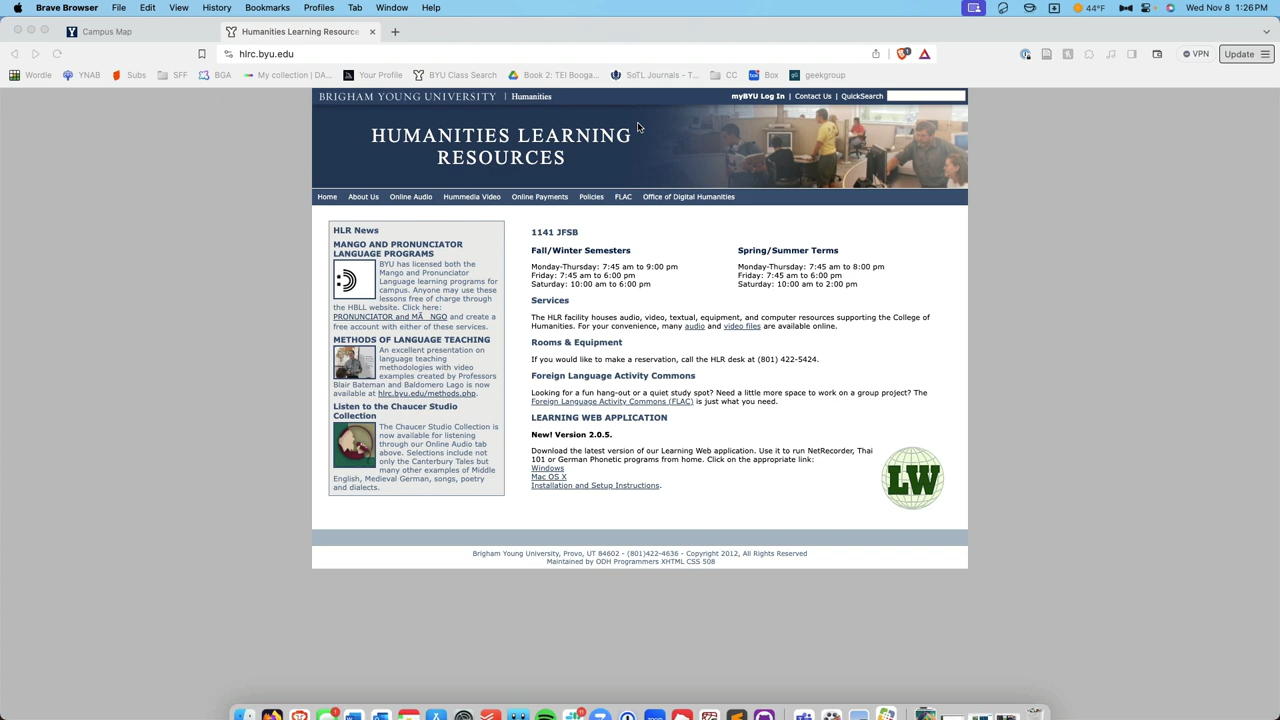 Brave Browser File Edit View History Bookmarks Profiles Tab Window Help 44°F Wed Nov 8 1:26 PM
Campus Map Humanities Learning Resource
hlrc.byu.edu VPN Update
Wordle YNAB Subs SFF BGA My collection | DA... Your Profile BYU Class Search Book 2: TEI Booga... SoTL Journals – T... CC Box geekgroup
BRIGHAM YOUNG UNIVERSITY | Humanities myBYU Log In | Contact Us | QuickSearch
HUMANITIES LEARNING
RESOURCES
Home About Us Online Audio Hummedia Video Online Payments Policies FLAC Office of Digital Humanities
HLR News
MANGO AND PRONUNCIATOR
LANGUAGE PROGRAMS
BYU has licensed both the
Mango and Pronunciator
Language learning programs for
campus. Anyone may use these
lessons free of charge through
the HBLL website. Click here:
PRONUNCIATOR and MÃ NGO and create a
free account with either of these services.
METHODS OF LANGUAGE TEACHING
An excellent presentation on
language teaching
methodologies with video
examples created by Professors
Blair Bateman and Baldomero Lago is now
available at hlrc.byu.edu/methods.php.
Listen to the Chaucer Studio
Collection
The Chaucer Studio Collection is
now available for listening
through our Online Audio tab
above. Selections include not
only the Canterbury Tales but
many other examples of Middle
English, Medieval German, songs, poetry
and dialects.
1141 JFSB
Fall/Winter Semesters
Monday-Thursday: 7:45 am to 9:00 pm
Friday: 7:45 am to 6:00 pm
Saturday: 10:00 am to 6:00 pm
Spring/Summer Terms
Monday-Thursday: 7:45 am to 8:00 pm
Friday: 7:45 am to 6:00 pm
Saturday: 10:00 am to 2:00 pm
Services
The HLR facility houses audio, video, textual, equipment, and computer resources supporting the College of
Humanities. For your convenience, many audio and video files are available online.
Rooms & Equipment
If you would like to make a reservation, call the HLR desk at (801) 422-5424.
Foreign Language Activity Commons
Looking for a fun hang-out or a quiet study spot? Need a little more space to work on a group project? The
Foreign Language Activity Commons (FLAC) is just what you need.
LEARNING WEB APPLICATION
New! Version 2.0.5.
Download the latest version of our Learning Web application. Use it to run NetRecorder, Thai
101 or German Phonetic programs from home. Click on the appropriate link:
Windows
Mac OS X
Installation and Setup Instructions.
LW
Brigham Young University, Provo, UT 84602 - (801)422-4636 - Copyright 2012, All Rights Reserved
Maintained by ODH Programmers XHTML CSS 508